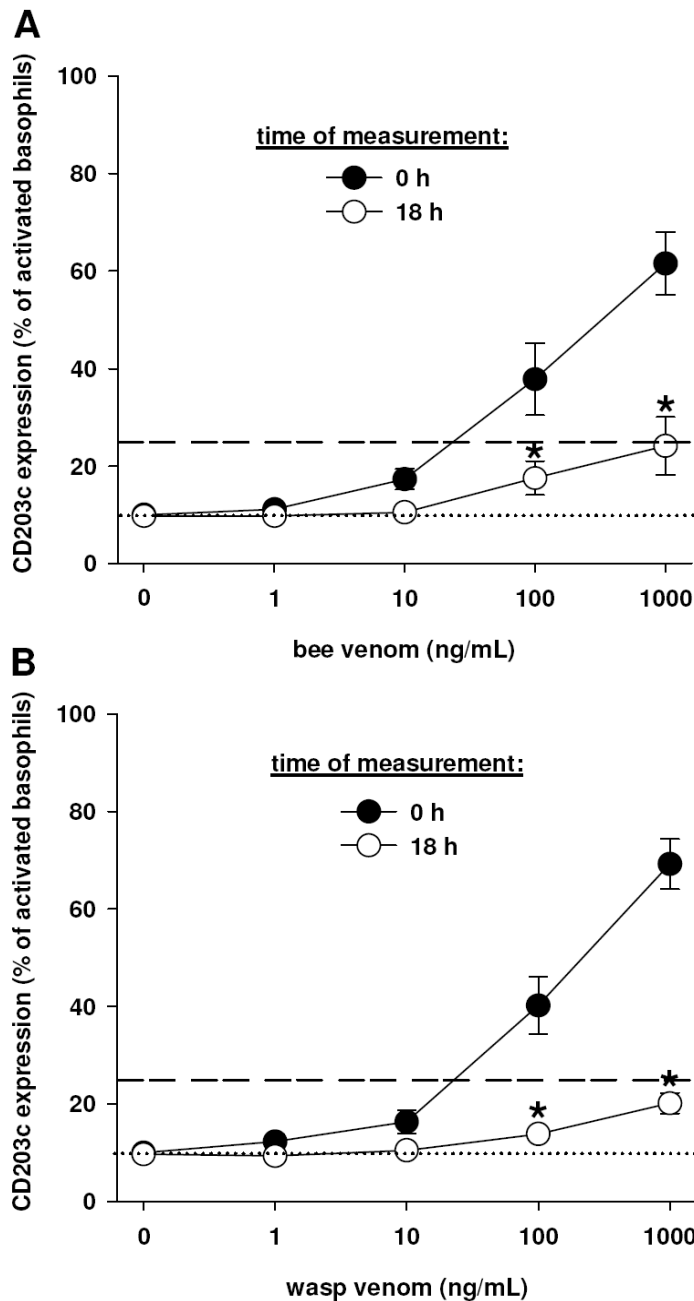 A
CD203c expression (% of activated basophils)
100
80
60
40
20
0
time of measurement:
0 h
18 h
*
*
0 1 10 100 1000
bee venom (ng/mL)
B
CD203c expression (% of activated basophils)
100
80
60
40
20
0
time of measurement:
0 h
18 h
*
*
0 1 10 100 1000
wasp venom (ng/mL)